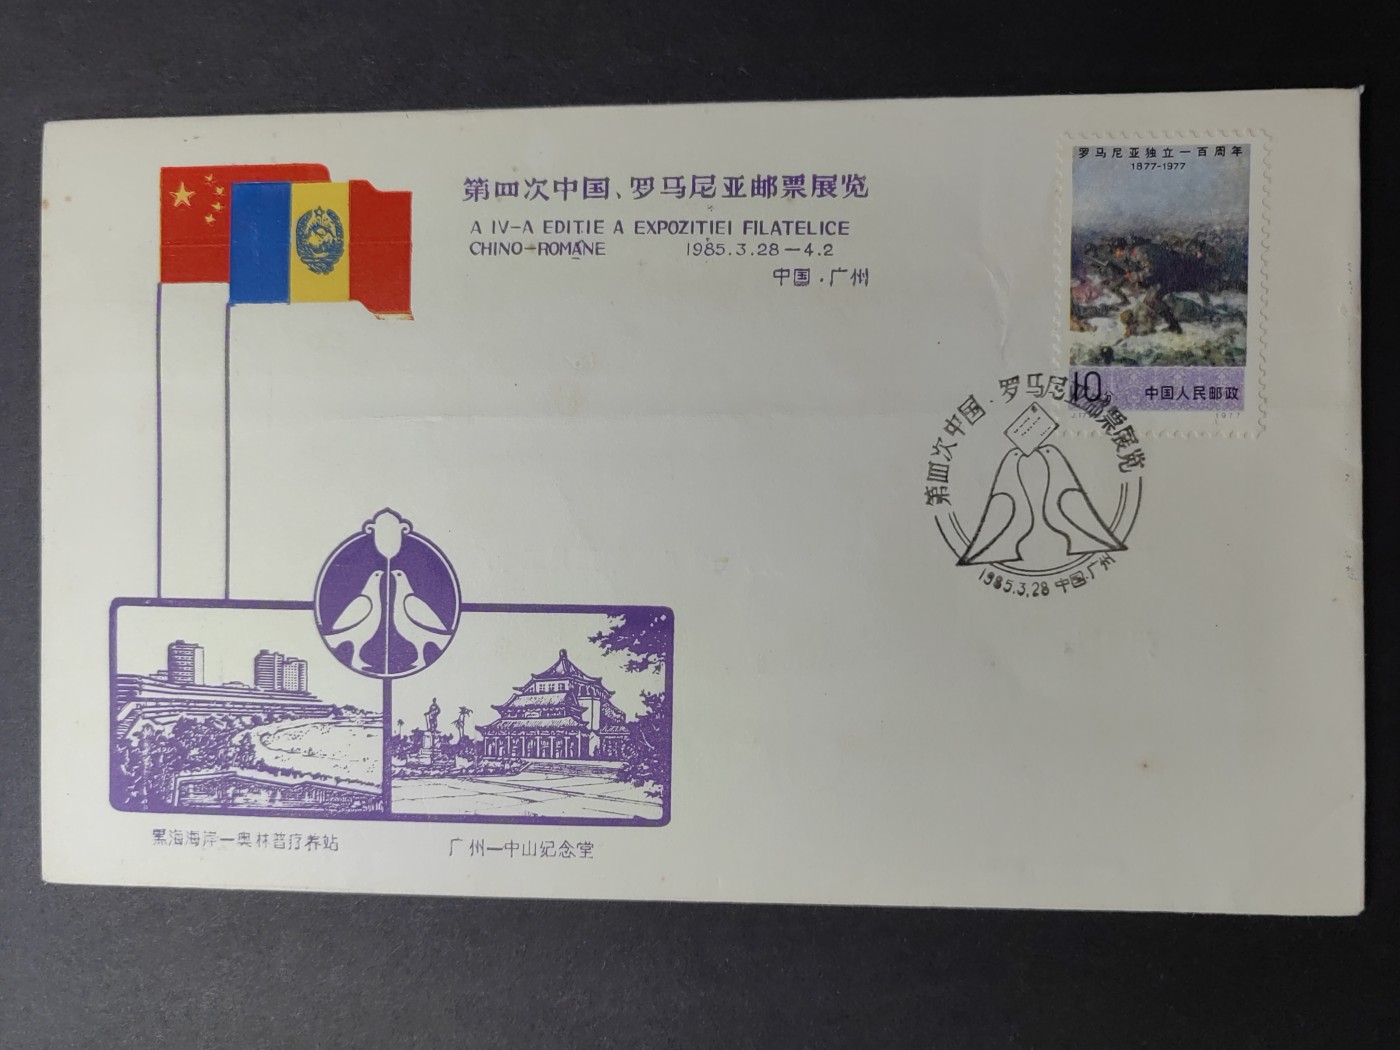 第四次中国、罗马尼亚邮票展览
A IV-A EDIȚIE A EXPOZIȚIEI FILATELICE
CHINO-ROMÂNE 1985.3.28-4.2
中国·广州
罗马尼亚独立一百周年
1877-1977
10
中国人民邮政
1977
第四次中国·罗马尼亚邮票展览
1985.3.28 中国·广州
黑海海岸—奥林普疗养站
广州—中山纪念堂